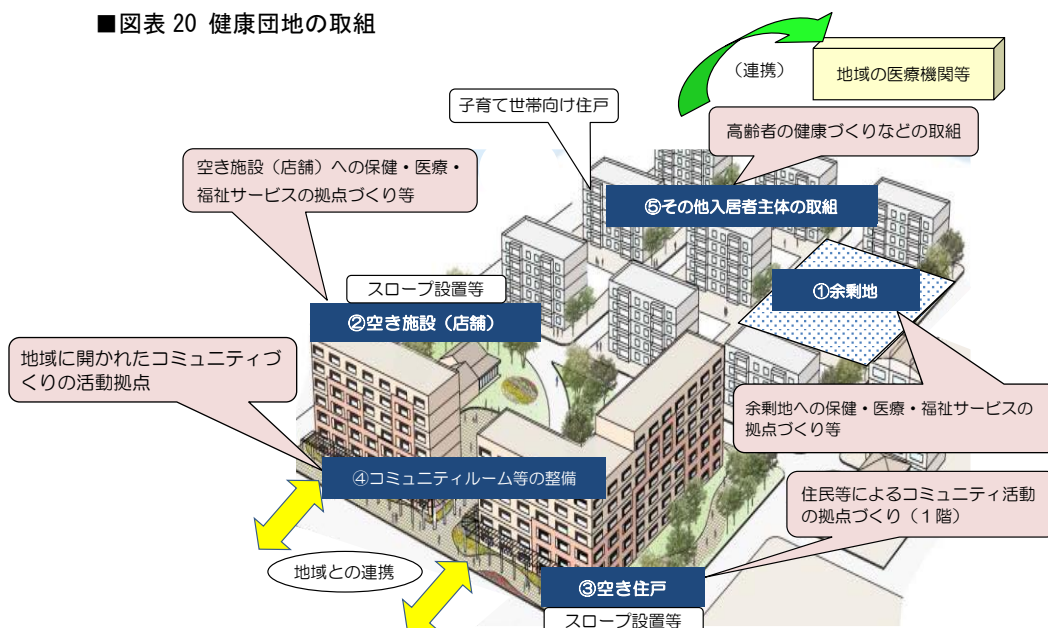 ■図表 20 健康団地の取組
（連携）
地域の医療機関等
子育て世帯向け住戸
高齢者の健康づくりなどの取組
空き施設（店舗）への保健・医療・
福祉サービスの拠点づくり等
⑤その他入居者主体の取組
スロープ設置等
①余剰地
②空き施設（店舗）
地域に開かれたコミュニティづ
くりの活動拠点
余剰地への保健・医療・福祉サービスの
拠点づくり等
④コミュニティルーム等の整備
住民等によるコミュニティ活動
の拠点づくり（１階）
地域との連携
③空き住戸
スロープ設置等